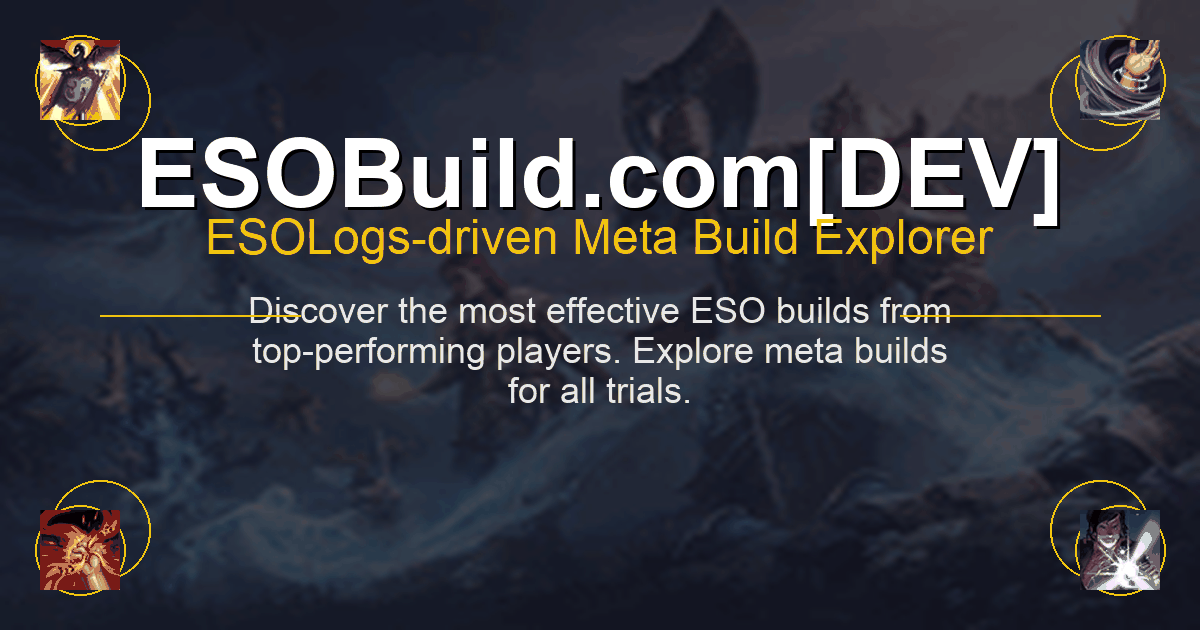 ESOBuild.com[DEV]
ESOLogs-driven Meta Build Explorer
Discover the most effective ESO builds from
top-performing players. Explore meta builds
for all trials.